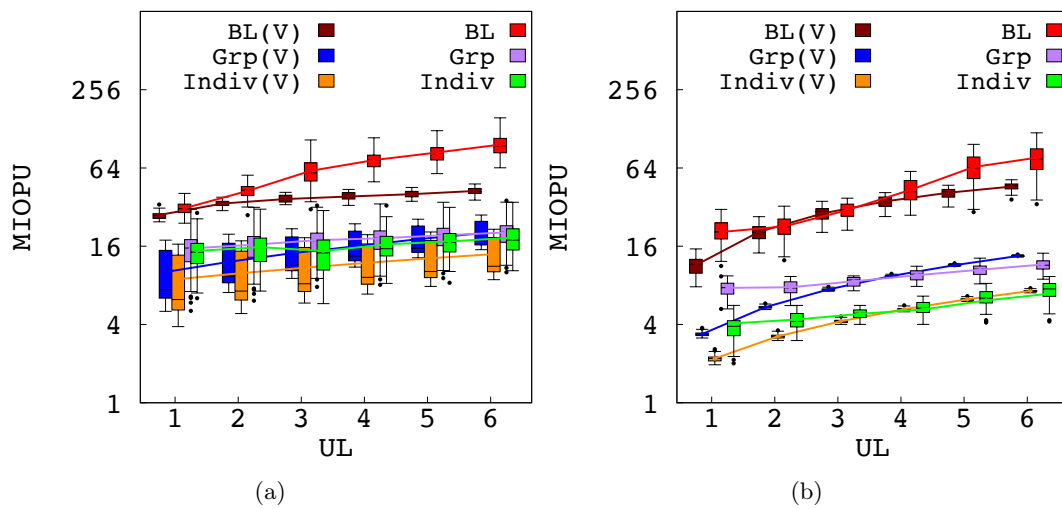 BL(V) BL
Grp(V) Grp
Indiv(V) Indiv
256
64
16
4
1
MIOPU
1 2 3 4 5 6
UL
(a)
BL(V) BL
Grp(V) Grp
Indiv(V) Indiv
256
64
16
4
1
MIOPU
1 2 3 4 5 6
UL
(b)